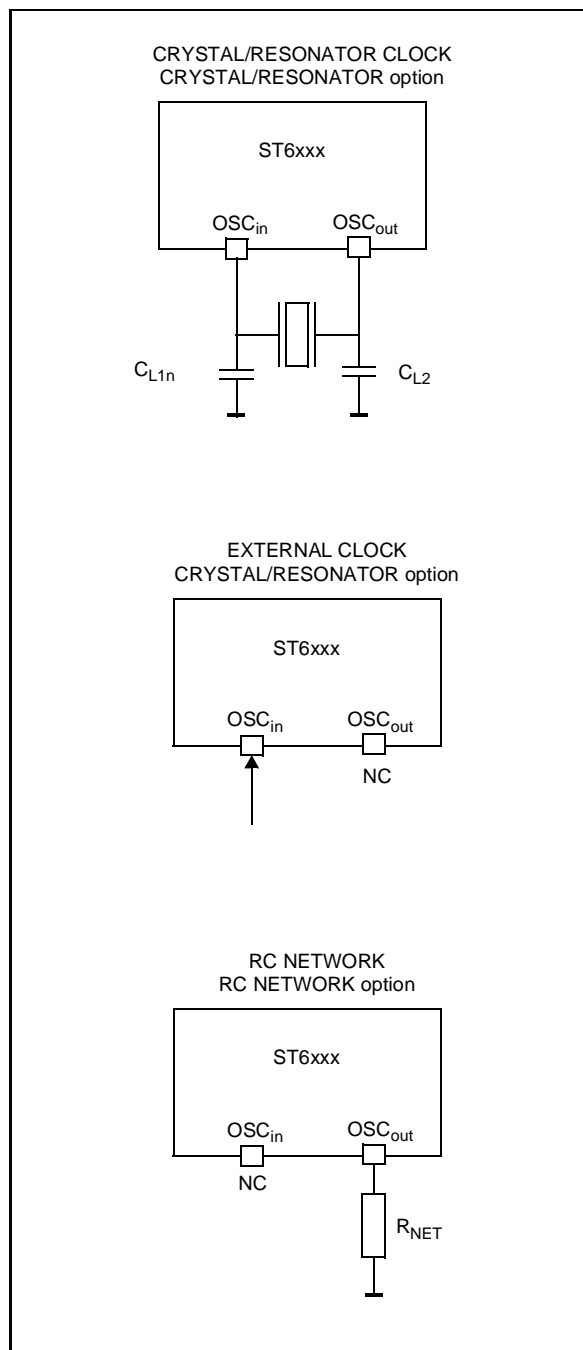 CRYSTAL/RESONATOR CLOCK
CRYSTAL/RESONATOR option
ST6xxx
OSCin OSCout
CL1n CL2
EXTERNAL CLOCK
CRYSTAL/RESONATOR option
ST6xxx
OSCin OSCout
NC
RC NETWORK
RC NETWORK option
ST6xxx
OSCin OSCout
NC
RNET